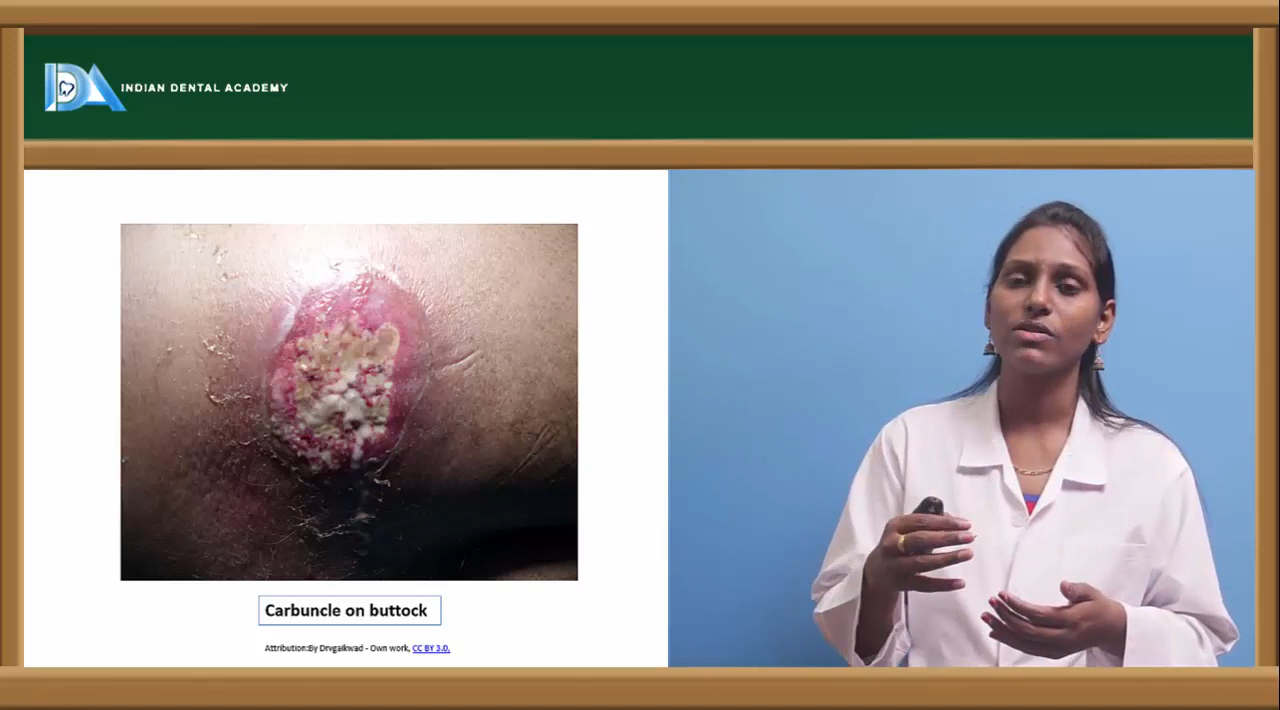 IDA INDIAN DENTAL ACADEMY
Carbuncle on buttock
Attribution:By Drvgaikwad - Own work, CC BY 3.0,